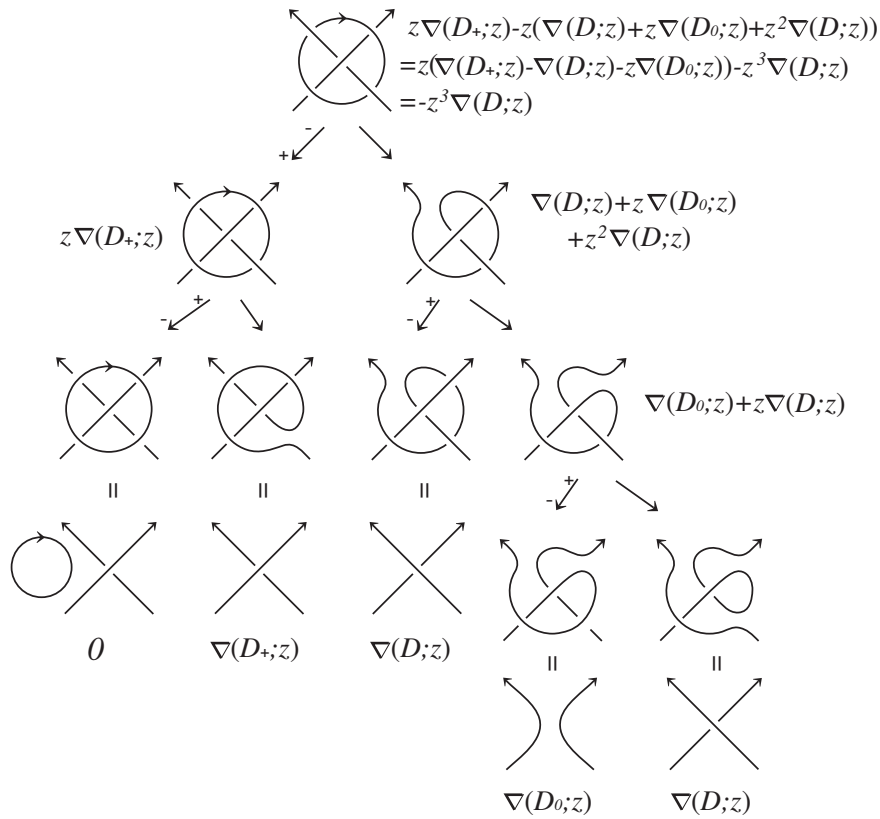 z∇(D₊;z)-z(∇(D;z)+z∇(D₀;z)+z²∇(D;z))
=z(∇(D₊;z)-∇(D;z)-z∇(D₀;z))-z³∇(D;z)
=-z³∇(D;z)
-
+
z∇(D₊;z)
∇(D;z)+z∇(D₀;z)
+z²∇(D;z)
+
-
+
-
∇(D₀;z)+z∇(D;z)
=
=
=
+
-
0
∇(D₊;z)
∇(D;z)
=
=
∇(D₀;z)
∇(D;z)